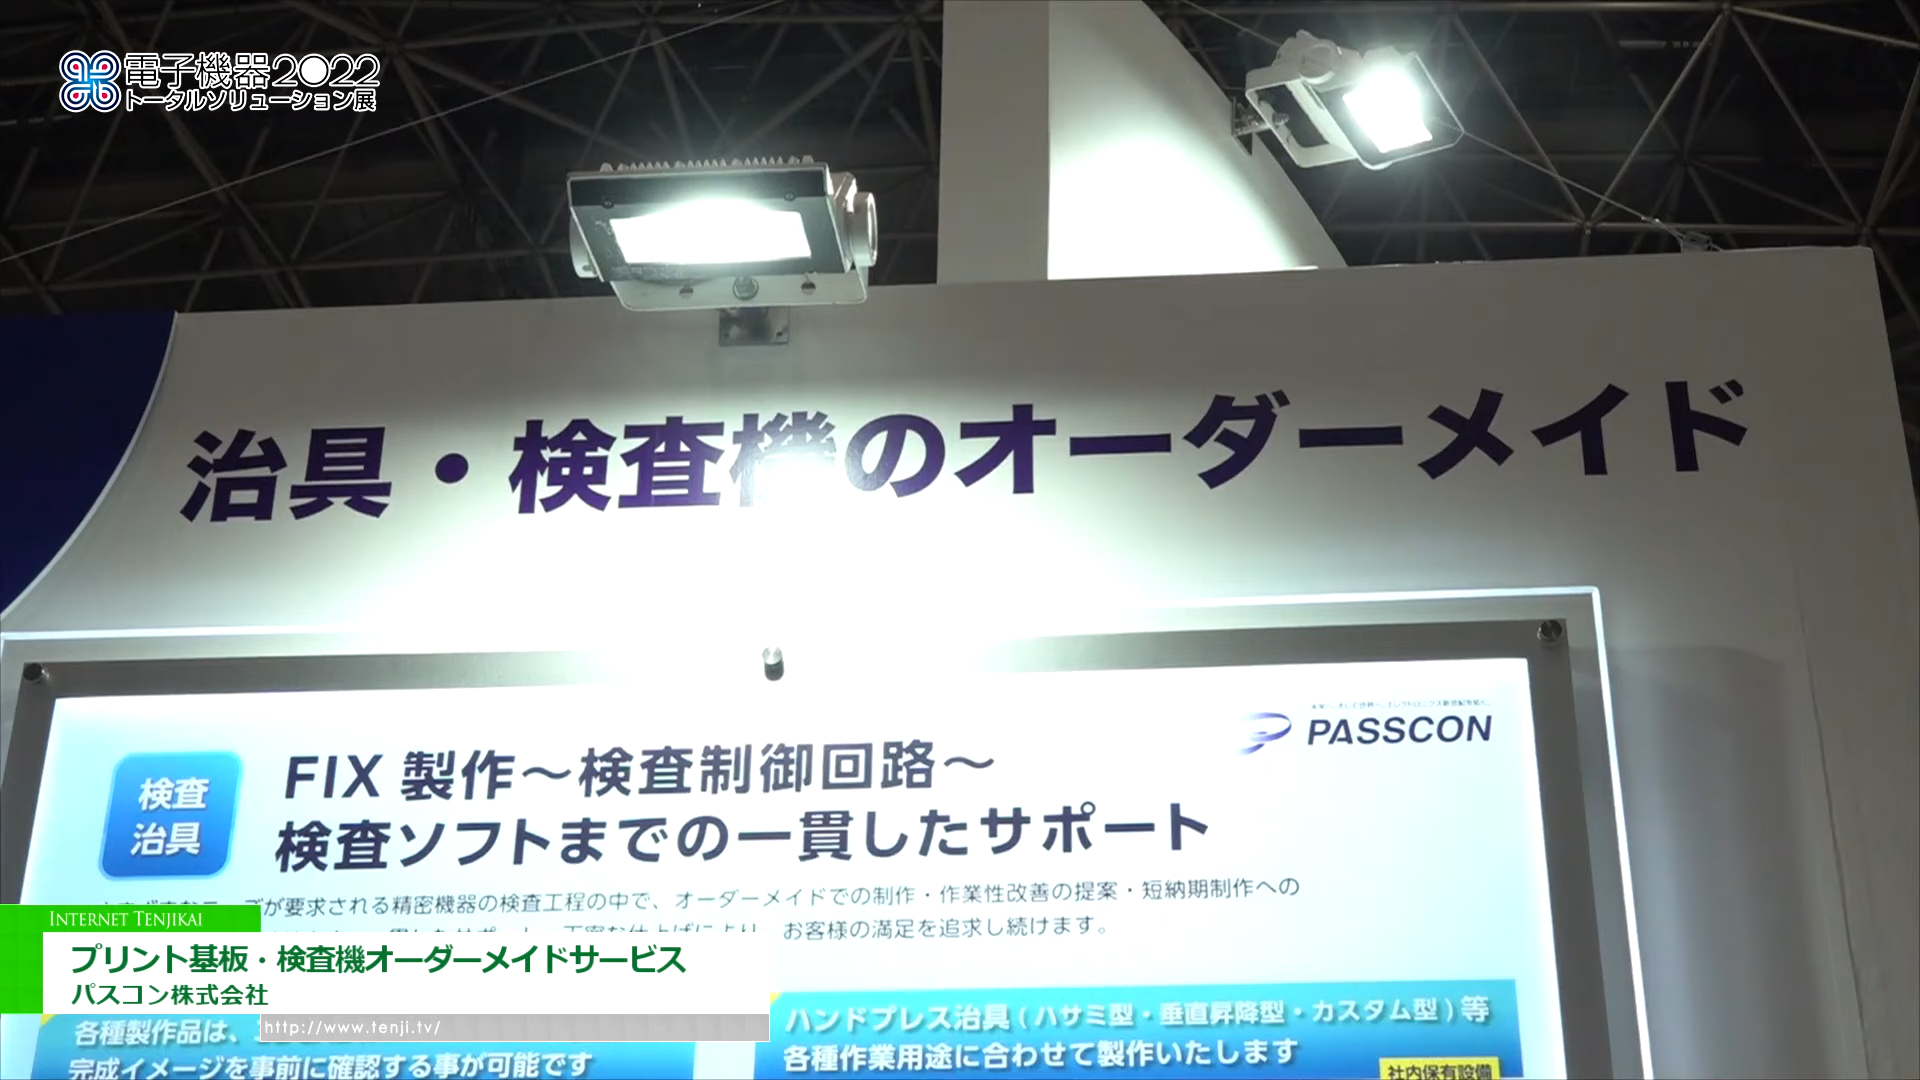 電子機器2022
トータルソリューション展
治具・検査機のオーダーメイド
PASSCON
検査
治具
FIX 製作～検査制御回路～
検査ソフトまでの一貫したサポート
が要求される精密機器の検査工程の中で、オーダーメイドでの制作・作業性改善の提案・短納期制作への
お客様の満足を追求し続けます。
INTERNET TENJIKAI
プリント基板・検査機オーダーメイドサービス
パスコン株式会社
http://www.tenji.tv/
各種製作品は、
完成イメージを事前に確認する事が可能です
ハンドプレス治具(ハサミ型・垂直昇降型・カスタム型)等
各種作業用途に合わせて製作いたします
社内保有設備